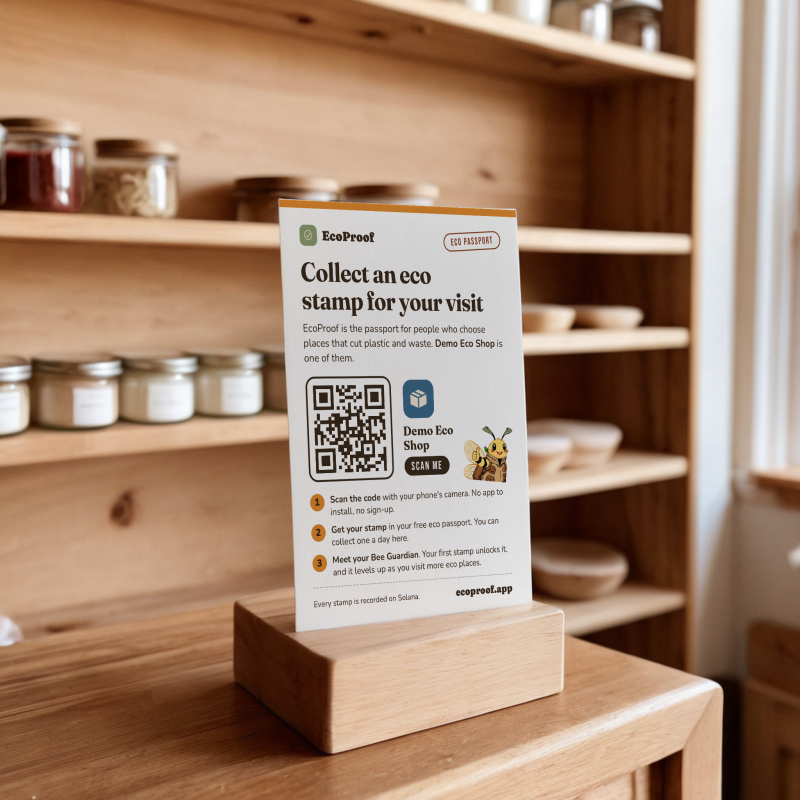 EcoProof
ECO PASSPORT
Collect an eco
stamp for your visit
EcoProof is the passport for people who choose
places that cut plastic and waste. Demo Eco Shop is
one of them.
Demo Eco
Shop
SCAN ME
1 Scan the code with your phone's camera. No app to
install, no sign-up.
2 Get your stamp in your free eco passport. You can
collect one a day here.
3 Meet your Bee Guardian. Your first stamp unlocks it,
and it levels up as you visit more eco places.
Every stamp is recorded on Solana.
ecoproof.app